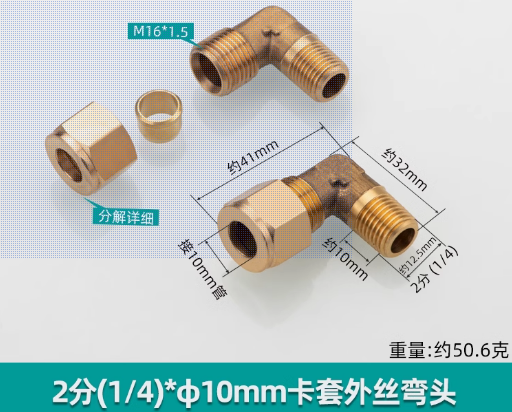 M16*1.5
约41mm
约32mm
分解详细
接10mm管
约10mm
约12.5mm
2分 (1/4)
重量:约50.6克
2分(1/4)*φ10mm卡套外丝弯头